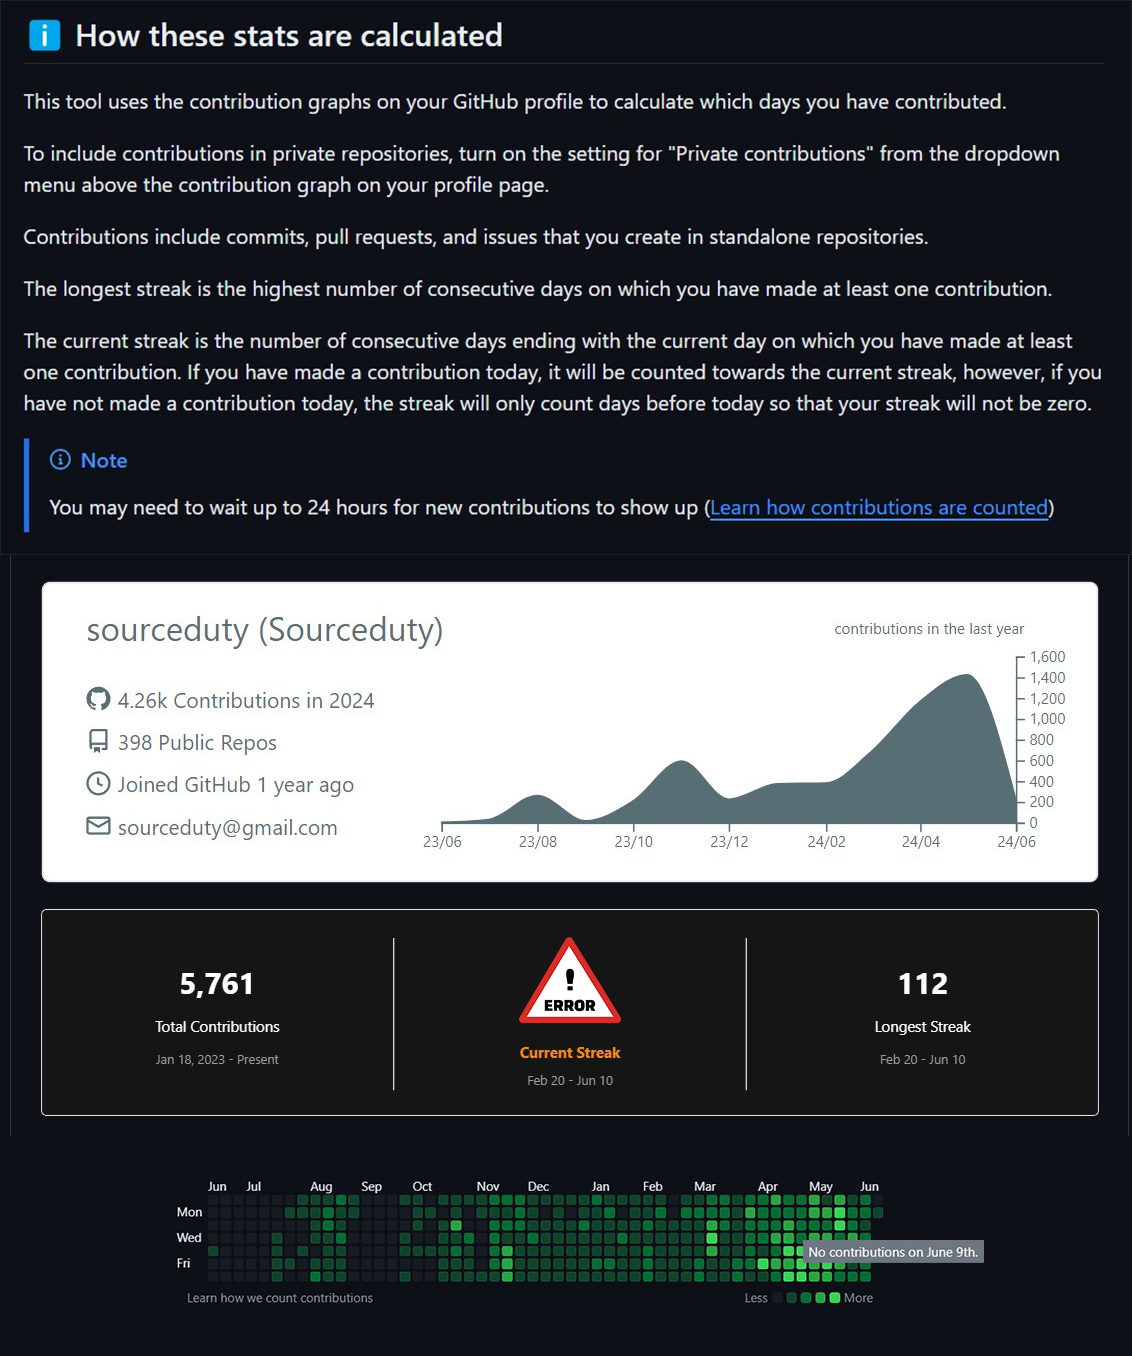 How these stats are calculated
This tool uses the contribution graphs on your GitHub profile to calculate which days you have contributed.
To include contributions in private repositories, turn on the setting for "Private contributions" from the dropdown
menu above the contribution graph on your profile page.
Contributions include commits, pull requests, and issues that you create in standalone repositories.
The longest streak is the highest number of consecutive days on which you have made at least one contribution.
The current streak is the number of consecutive days ending with the current day on which you have made at least
one contribution. If you have made a contribution today, it will be counted towards the current streak, however, if you
have not made a contribution today, the streak will only count days before today so that your streak will not be zero.
Note
You may need to wait up to 24 hours for new contributions to show up (Learn how contributions are counted)
sourceduty (Sourceduty)
4.26k Contributions in 2024
398 Public Repos
Joined GitHub 1 year ago
sourceduty@gmail.com
contributions in the last year
1,600
1,400
1,200
1,000
800
600
400
200
0
23/06 23/08 23/10 23/12 24/02 24/04 24/06
5,761
Total Contributions
Jan 18, 2023 - Present
!
ERROR
Current Streak
Feb 20 - Jun 10
112
Longest Streak
Feb 20 - Jun 10
Jun Jul Aug Sep Oct Nov Dec Jan Feb Mar Apr May Jun
Mon
Wed
Fri
No contributions on June 9th.
Learn how we count contributions
Less More